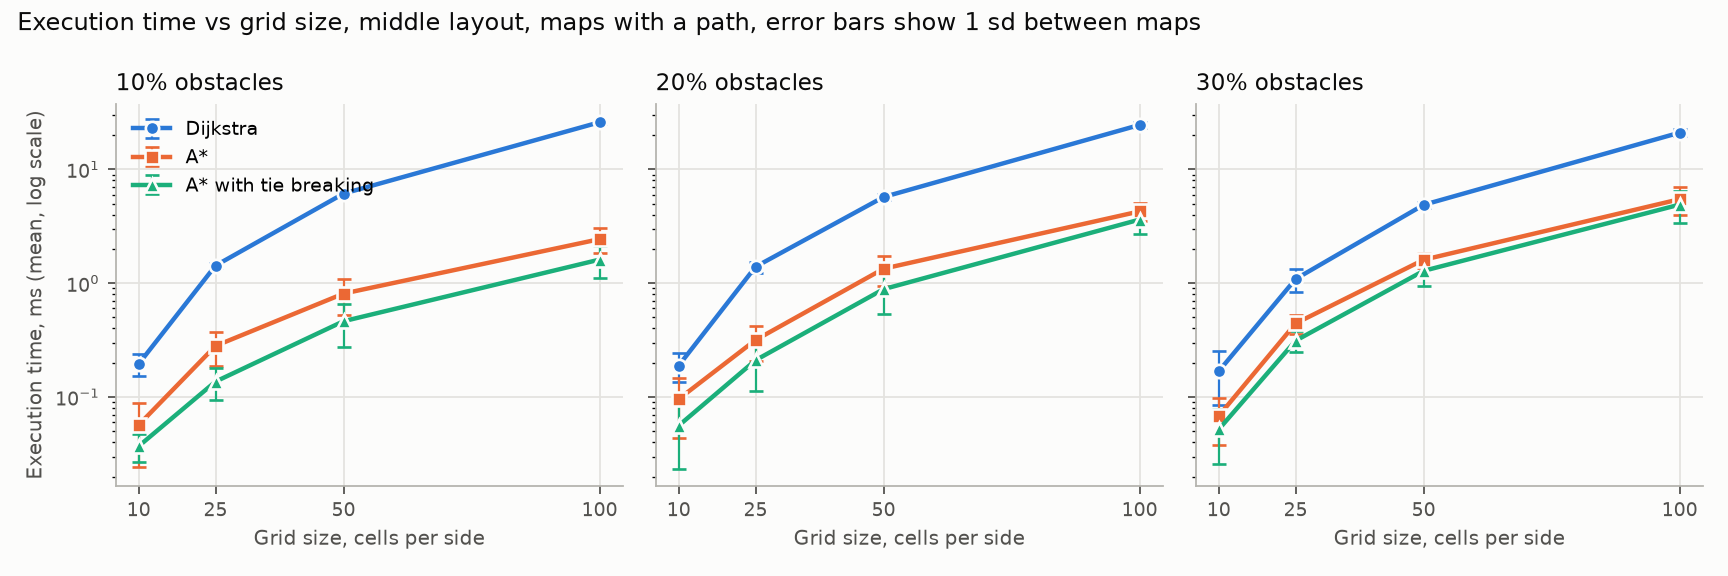 Execution time vs grid size, middle layout, maps with a path, error bars show 1 sd between maps
10% obstacles
20% obstacles
30% obstacles
Execution time, ms (mean, log scale)
Dijkstra
A*
A* with tie breaking
10¹
10⁰
10⁻¹
10 25 50 100
10 25 50 100
10 25 50 100
Grid size, cells per side
Grid size, cells per side
Grid size, cells per side